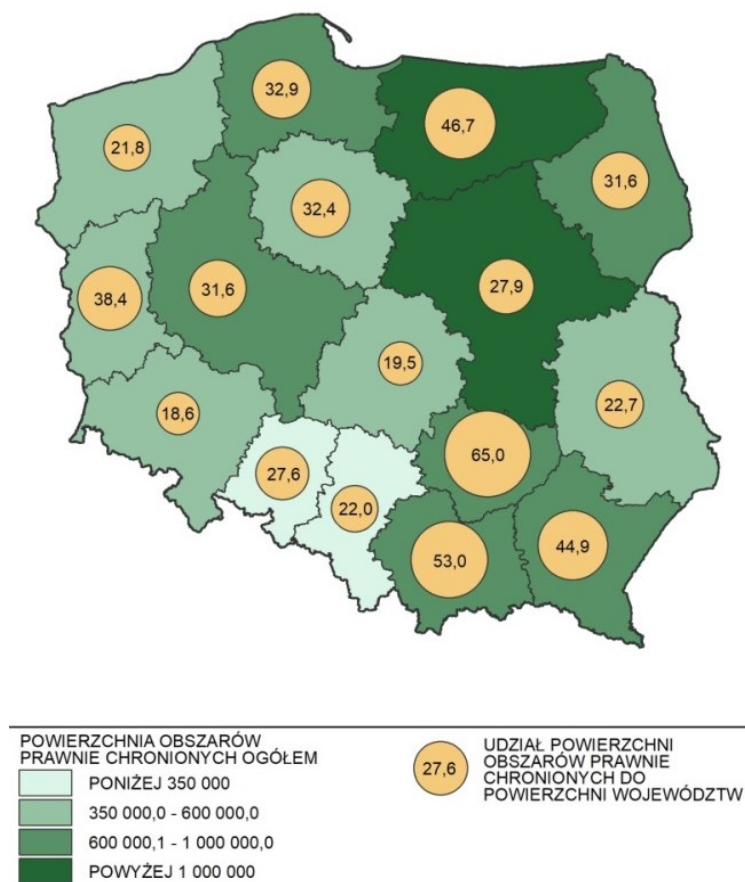 32,9
46,7
21,8
31,6
32,4
38,4
31,6
27,9
19,5
18,6
22,7
65,0
27,6
22,0
53,0
44,9
POWIERZCHNIA OBSZARÓW
PRAWNIE CHRONIONYCH OGÓŁEM
PONIŻEJ 350 000
350 000,0 - 600 000,0
600 000,1 - 1 000 000,0
POWYŻEJ 1 000 000
27,6
UDZIAŁ POWIERZCHNI
OBSZARÓW PRAWNIE
CHRONIONYCH DO
POWIERZCHNI WOJEWÓDZTW